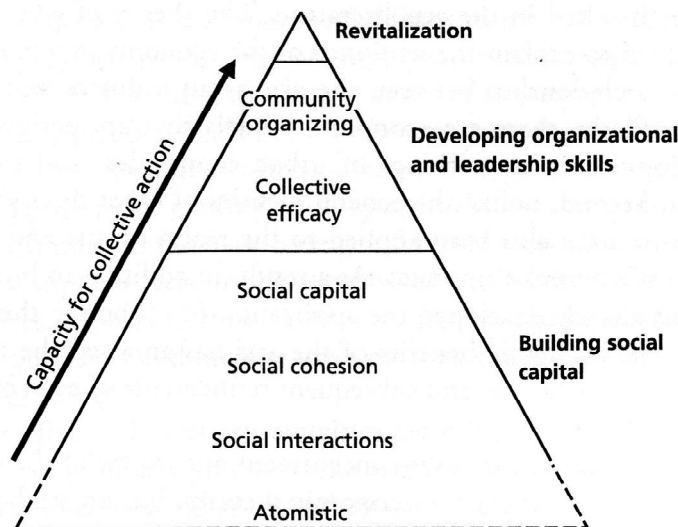 Revitalization
Community
organizing
Developing organizational
and leadership skills
Collective
efficacy
Capacity for collective action
Social capital
Building social
capital
Social cohesion
Social interactions
Atomistic